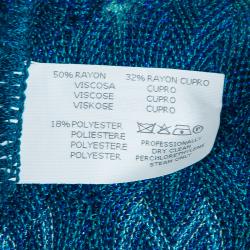 50% RAYON 32% RAYON CUPRO
VISCOSA CUPRO
VISCOSE CUPRO
VISKOSE CUPRO
18% POLYESTER
POLIESTERE
POLYESTER
POLYESTER
PROFESSIONALLY
DRY CLEAN
PERCHLORETHYLENE
STEAM ONLY